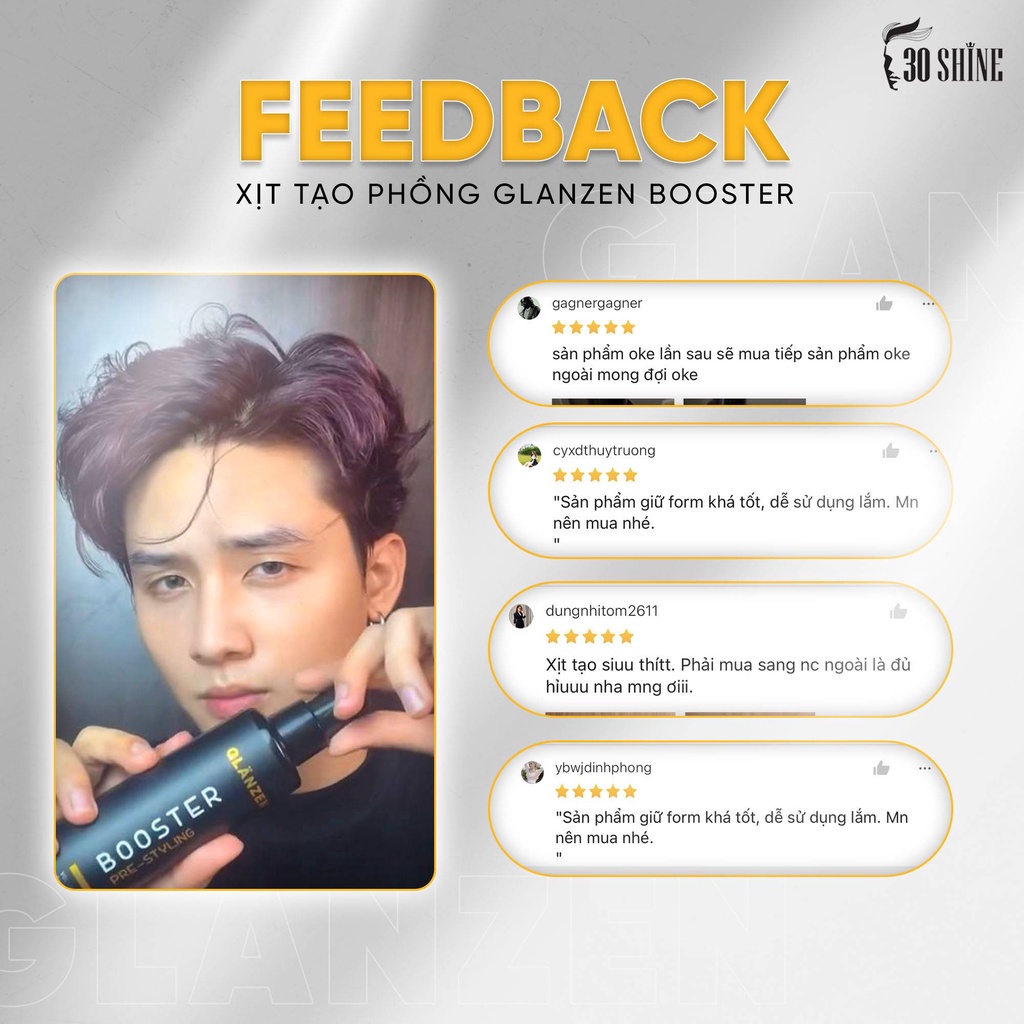 30 SHINE
FEEDBACK
XỊT TẠO PHỒNG GLANZEN BOOSTER
GLANZEN
gagnergagner
sản phẩm oke lần sau sẽ mua tiếp sản phẩm oke
ngoài mong đợi oke
cyxdthuytruong
"Sản phẩm giữ form khá tốt, dễ sử dụng lắm. Mn
nên mua nhé.
"
dungnhitom2611
Xịt tạo siuu thítt. Phải mua sang nc ngoài là đủ
hỉuuu nha mng ơiii.
ybwjdinhphong
"Sản phẩm giữ form khá tốt, dễ sử dụng lắm. Mn
nên mua nhé.
"
GLÄNZEN
BOOSTER
PRE-STYLING
GLANZEN